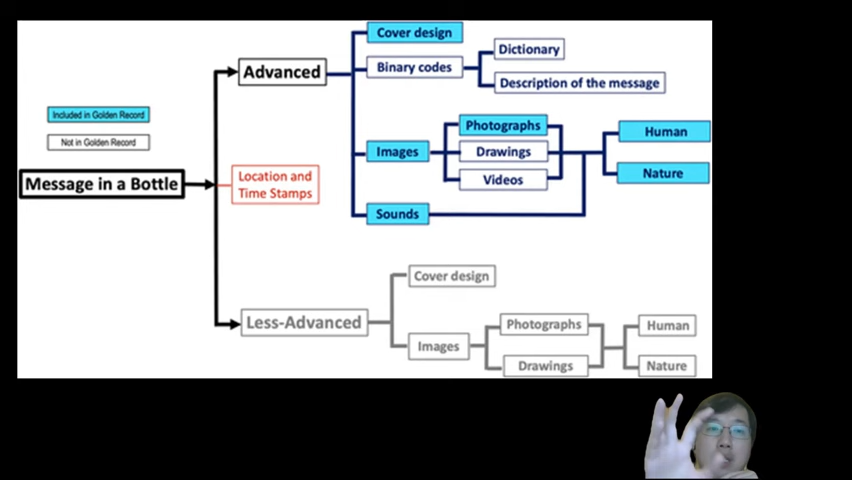 Cover design
Advanced
Binary codes
Dictionary
Description of the message
Included in Golden Record
Not in Golden Record
Images
Photographs
Drawings
Videos
Human
Nature
Message in a Bottle
Location and
Time Stamps
Sounds
Less-Advanced
Cover design
Images
Photographs
Drawings
Human
Nature